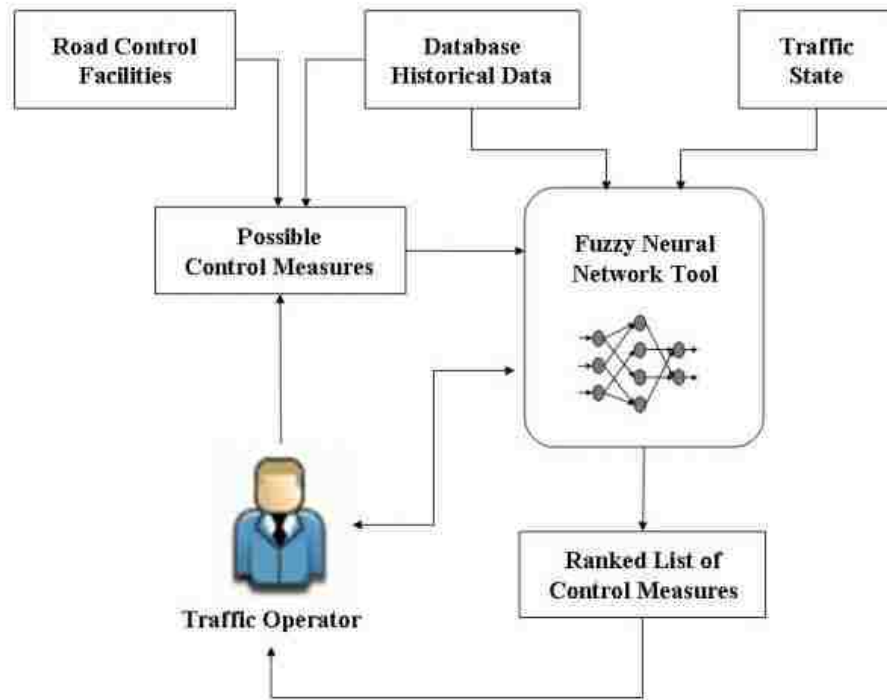 Road Control
Facilities
Database
Historical Data
Traffic
State
Possible
Control Measures
Fuzzy Neural
Network Tool
Traffic Operator
Ranked List of
Control Measures